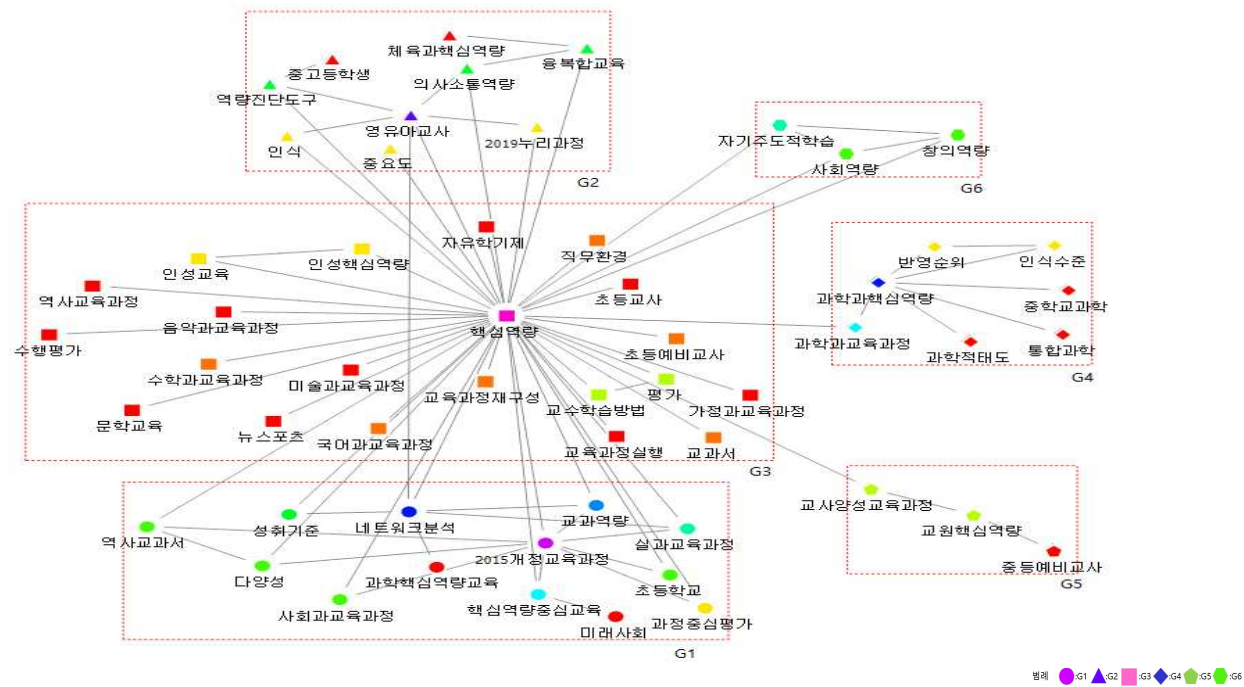 체육과핵심역량
융복합교육
중고등학생
의사소통역량
역량진단도구
영유아교사
2019누리과정
인식
중요도
G2
자기주도적학습
창의역량
사회역량
G6
자유학기제
직무환경
인성교육
인성핵심역량
역사교육과정
초등교사
음악과교육과정
핵심역량
수행평가
초등예비교사
수학과교육과정
미술과교육과정
교육과정재구성
평가
교수학습방법
가정과교육과정
문학교육
뉴스포츠
국어과교육과정
교육과정실행
교과서
G3
반영순위
인식수준
과학과핵심역량
중학교과학
과학과교육과정
과학적태도
통합과학
G4
교사양성교육과정
교원핵심역량
중등예비교사
G5
역사교과서
성취기준
네트워크분석
교과역량
실과교육과정
2015개정교육과정
다양성
과학핵심역량교육
초등학교
사회과교육과정
핵심역량중심교육
미래사회
과정중심평가
G1
범례 :G1 :G2 :G3 :G4 :G5 :G6